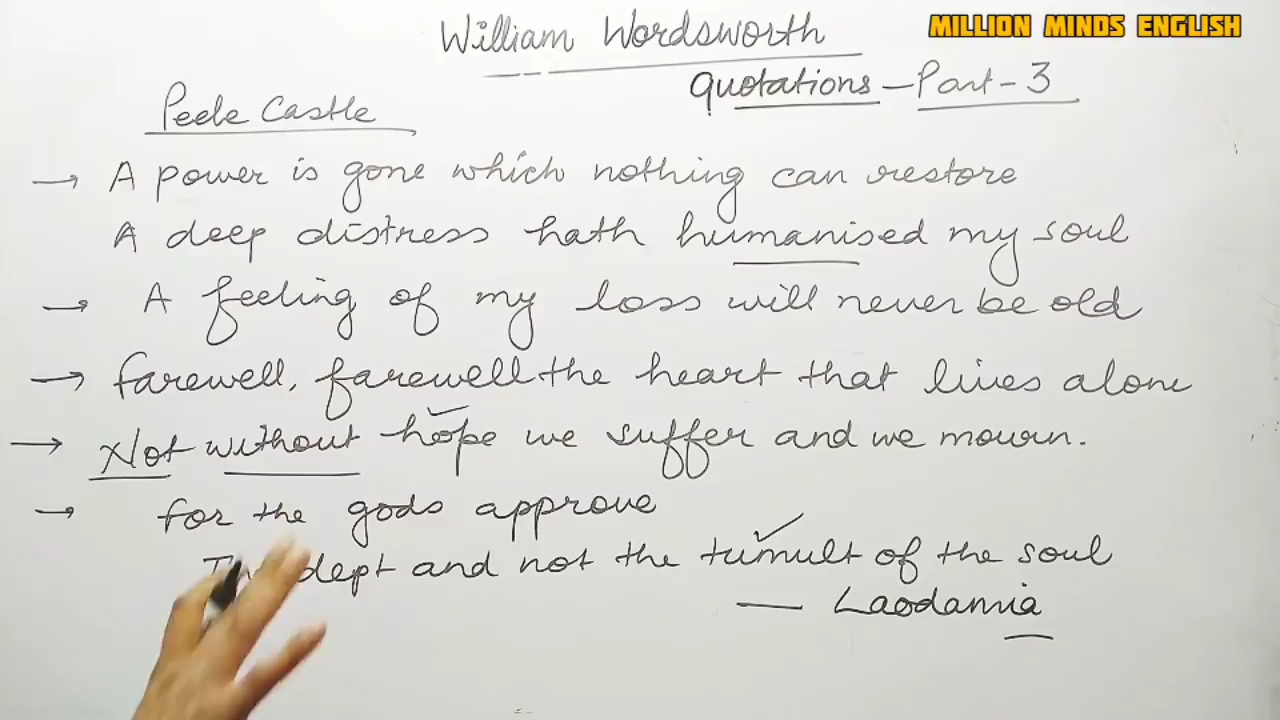 William Wordsworth
MILLION MINDS ENGLISH
Quotations - Part - 3
Peele Castle
→ A power is gone which nothing can restore
A deep distress hath humanised my soul
→ A feeling of my loss will never be old
→ farewell, farewell the heart that lives alone
→ Not without hope we suffer and we mourn.
→ for the gods approve
dept and not the tumult of the soul
— Laodamia